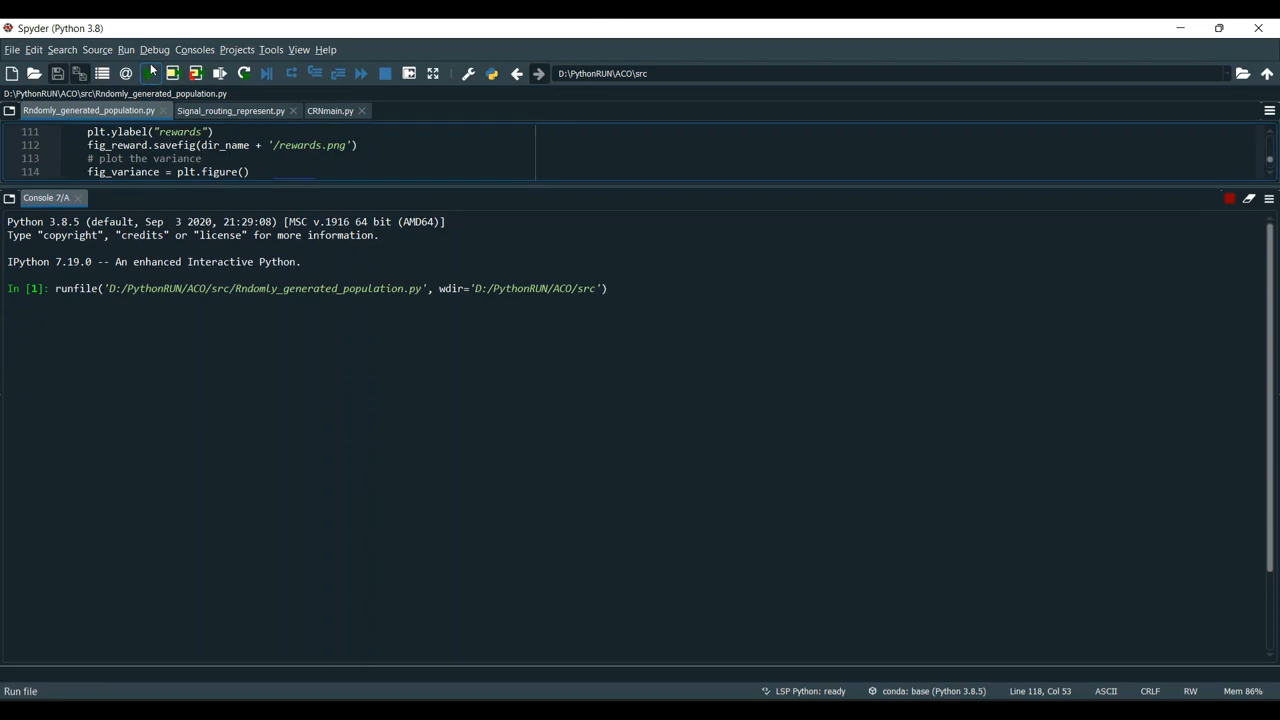 Spyder (Python 3.8)
File Edit Search Source Run Debug Consoles Projects Tools View Help
D:\PythonRUN\ACO\src
D:\PythonRUN\ACO\src\Rndomly_generated_population.py
Rndomly_generated_population.py Signal_routing_represent.py CRNmain.py
111 plt.ylabel("rewards")
112 fig_reward.savefig(dir_name + '/rewards.png')
113 # plot the variance
114 fig_variance = plt.figure()
Console 7/A
Python 3.8.5 (default, Sep 3 2020, 21:29:08) [MSC v.1916 64 bit (AMD64)]
Type "copyright", "credits" or "license" for more information.
IPython 7.19.0 -- An enhanced Interactive Python.
In [1]: runfile('D:/PythonRUN/ACO/src/Rndomly_generated_population.py', wdir='D:/PythonRUN/ACO/src')
Run file LSP Python: ready conda: base (Python 3.8.5) Line 118, Col 53 ASCII CRLF RW Mem 86%